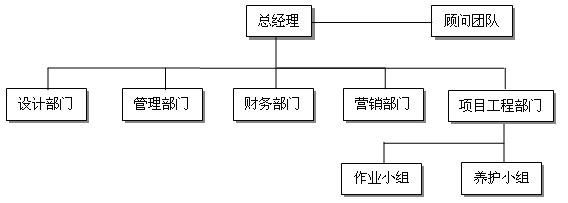 总经理
顾问团队
设计部门
管理部门
财务部门
营销部门
项目工程部门
作业小组
养护小组